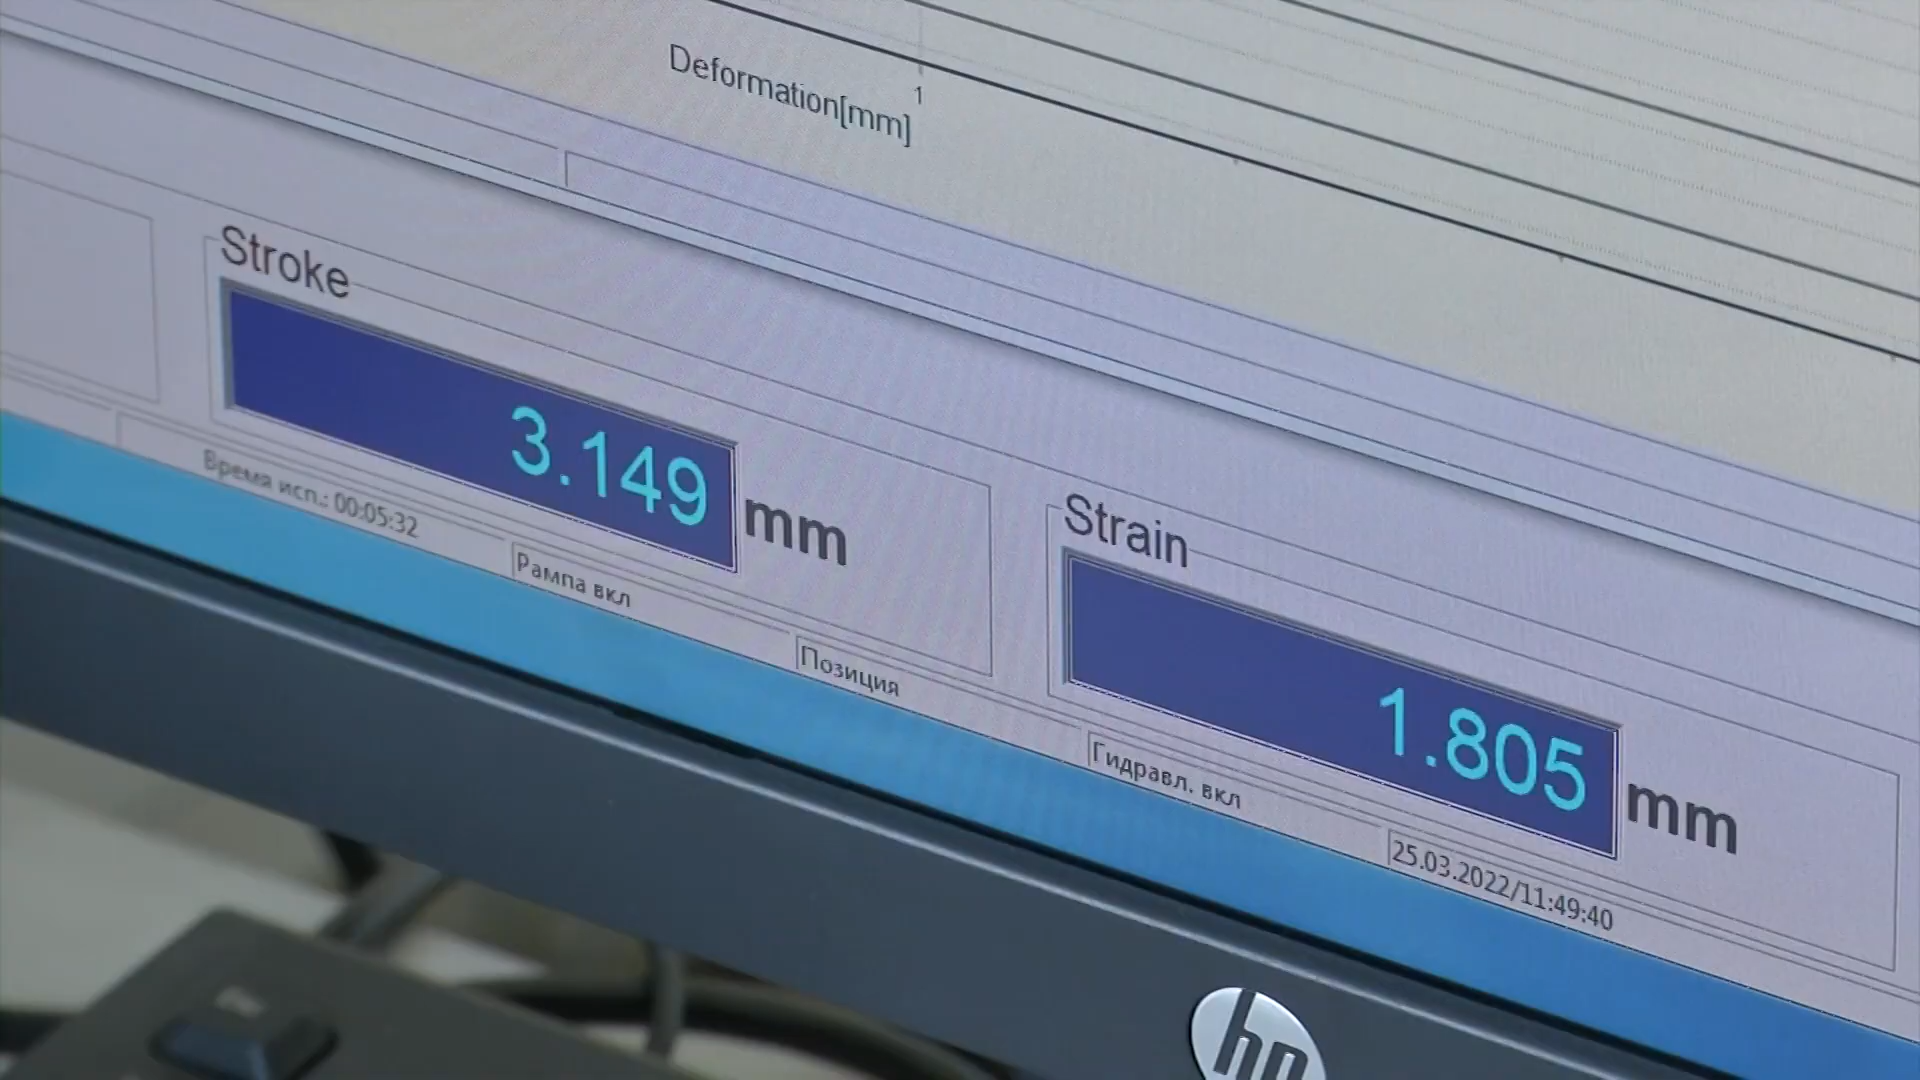 Deformation[mm]
1
Stroke
3.149 mm
Strain
1.805 mm
Время исп.: 00:05:32
Рампа вкл
Позиция
Гидравл. вкл
25.03.2022/11:49:40
hp